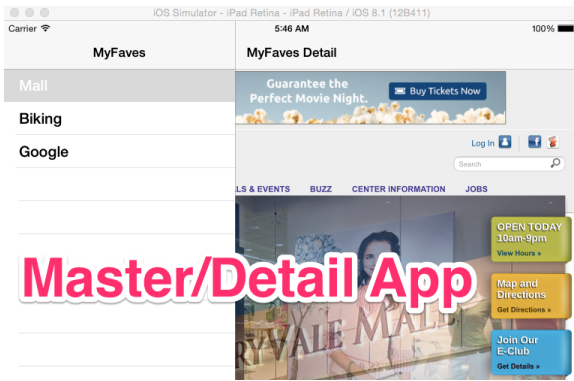 iOS Simulator - iPad Retina - iPad Retina / iOS 8.1 (12B411)
Carrier 5:46 AM 100%
MyFaves
MyFaves Detail
Mall
Biking
Google
Guarantee the
Perfect Movie Night.
Buy Tickets Now
Log In
Search
LS & EVENTS BUZZ CENTER INFORMATION JOBS
OPEN TODAY
10am-9pm
View Hours »
Map and
Directions
Get Directions »
Join Our
E-Club
Get Details »
RYVALE MALL
Master/Detail App